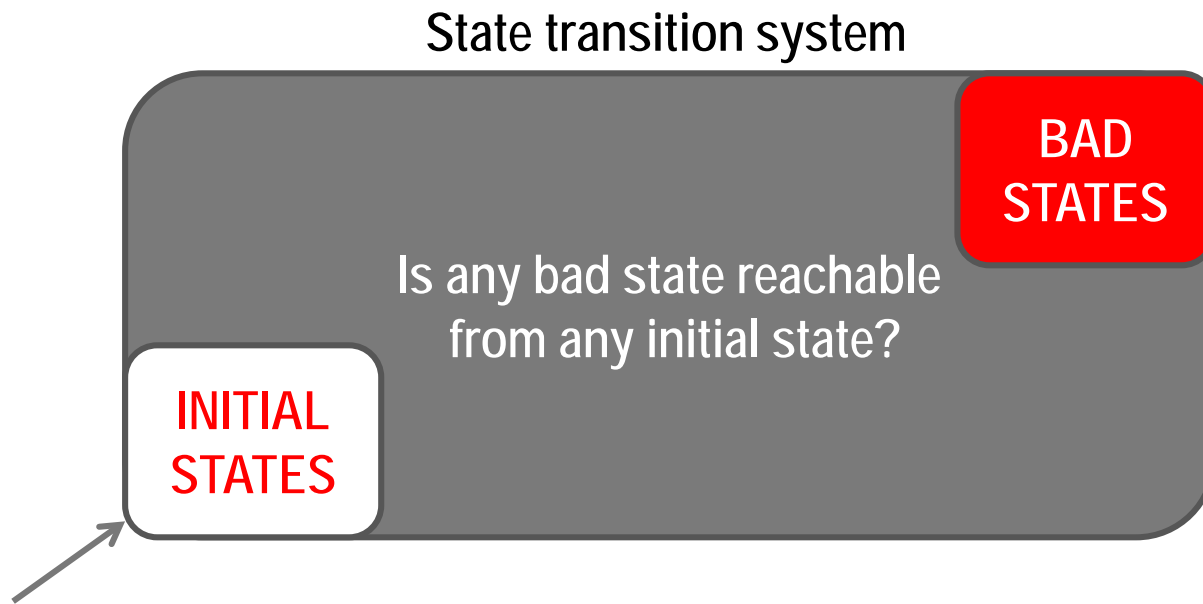 State transition system
BAD
STATES
Is any bad state reachable
from any initial state?
INITIAL
STATES